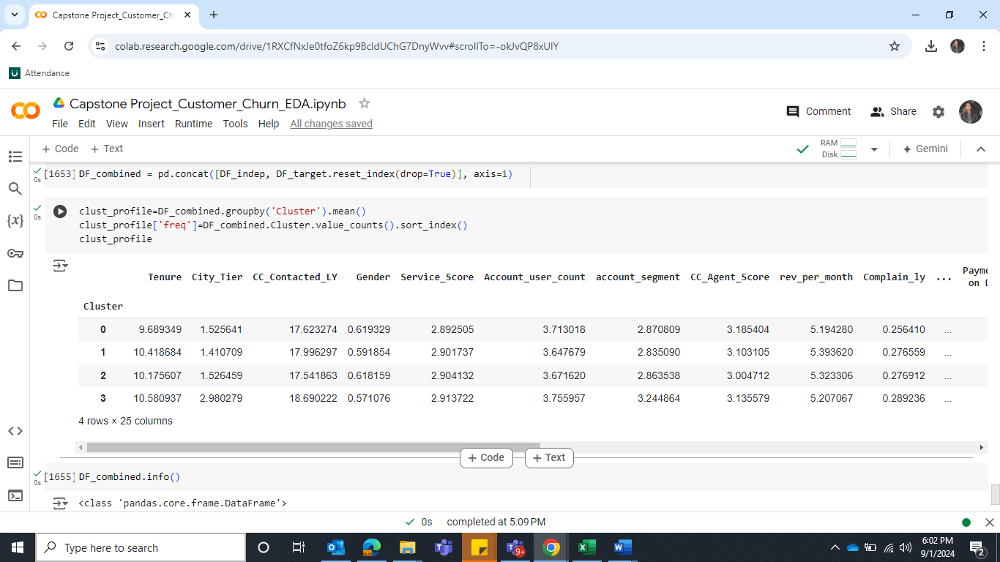 Capstone Project_Customer_Ch
colab.research.google.com/drive/1RXCfNxJe0tfoZ6kp9BcldUChG7DnyWvv#scrollTo=-okJvQP8xUlY
Attendance
Capstone Project_Customer_Churn_EDA.ipynb
Comment Share
File Edit View Insert Runtime Tools Help All changes saved
+ Code + Text RAM Disk Gemini
[1653] DF_combined = pd.concat([DF_indep, DF_target.reset_index(drop=True)], axis=1)
0s
clust_profile=DF_combined.groupby('Cluster').mean()
0s
clust_profile['freq']=DF_combined.Cluster.value_counts().sort_index()
clust_profile
Tenure City_Tier CC_Contacted_LY Gender Service_Score Account_user_count account_segment CC_Agent_Score rev_per_month Complain_ly ... Payme
on D
Cluster
0 9.689349 1.525641 17.623274 0.619329 2.892505 3.713018 2.870809 3.185404 5.194280 0.256410 ...
1 10.418684 1.410709 17.996297 0.591854 2.901737 3.647679 2.835090 3.103105 5.393620 0.276559 ...
2 10.175607 1.526459 17.541863 0.618159 2.904132 3.671620 2.863538 3.004712 5.323306 0.276912 ...
3 10.580937 2.980279 18.690222 0.571076 2.913722 3.755957 3.244864 3.135579 5.207067 0.289236 ...
4 rows × 25 columns
+ Code + Text
[1655] DF_combined.info()
0s
<class 'pandas.core.frame.DataFrame'>
0s completed at 5:09 PM
Type here to search
9+
6:02 PM
9/1/2024
2